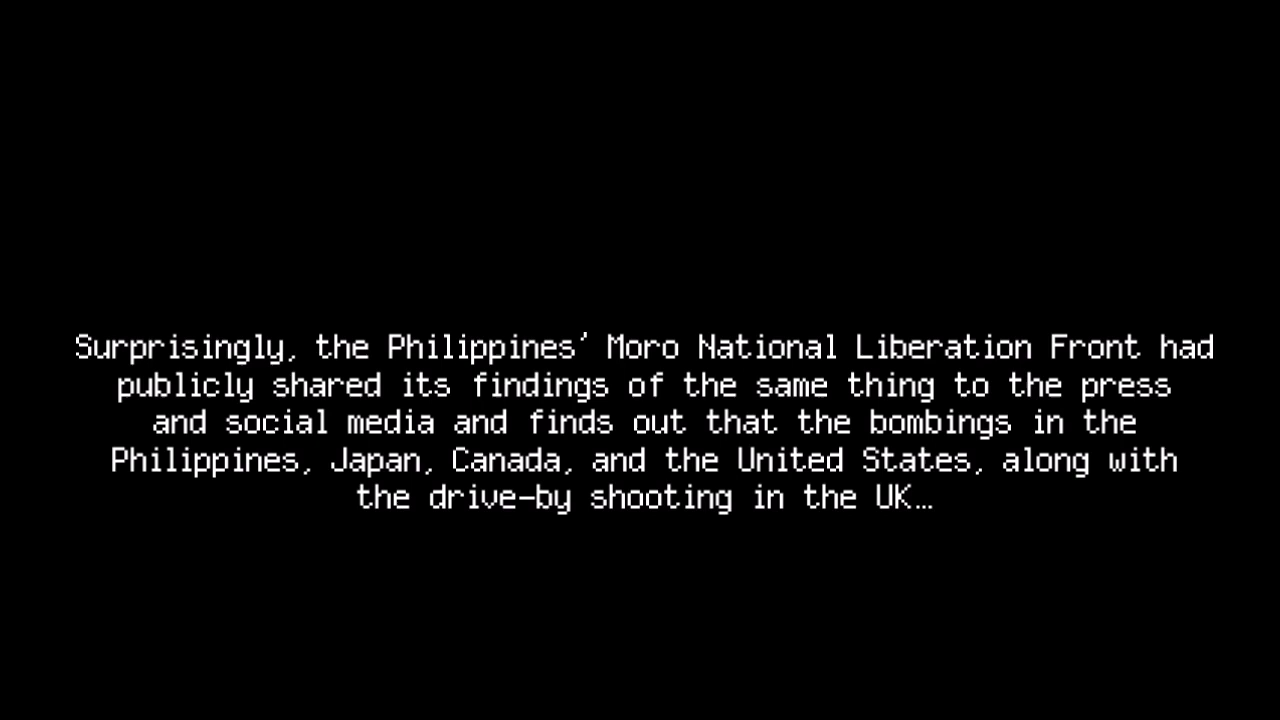 Surprisingly, the Philippines’ Moro National Liberation Front had
publicly shared its findings of the same thing to the press
and social media and finds out that the bombings in the
Philippines, Japan, Canada, and the United States, along with
the drive-by shooting in the UK…